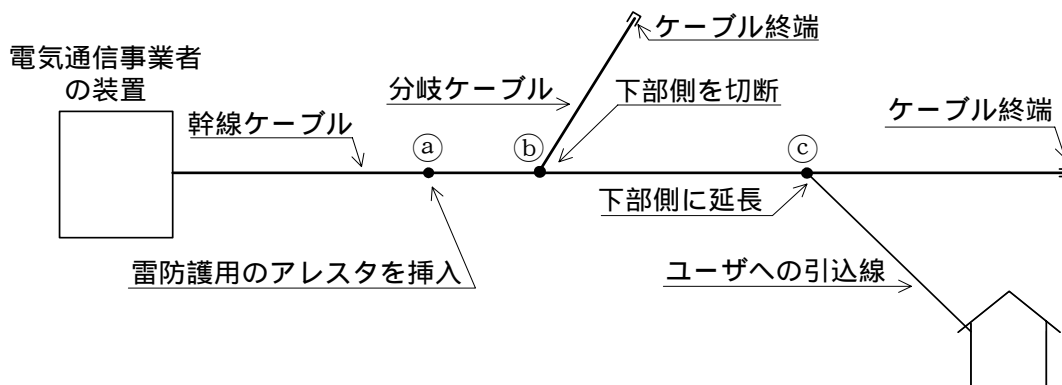 ケーブル終端
電気通信事業者
の装置
分岐ケーブル
下部側を切断
ケーブル終端
幹線ケーブル
ⓐ
ⓑ
ⓒ
下部側に延長
雷防護用のアレスタを挿入
ユーザへの引込線